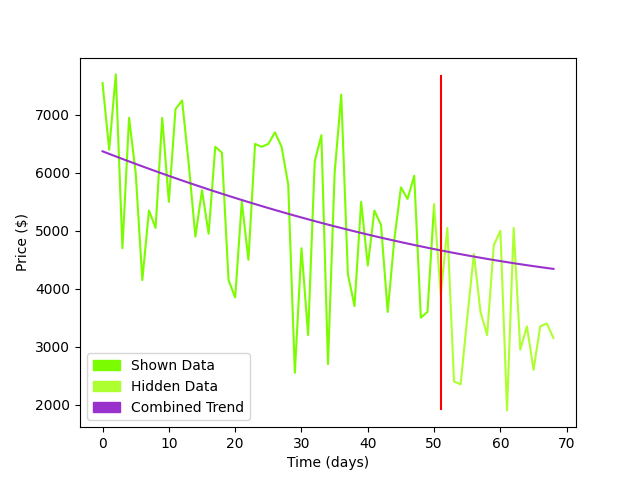 7000
6000
5000
4000
3000
2000
Price ($)
Shown Data
Hidden Data
Combined Trend
0 10 20 30 40 50 60 70
Time (days)